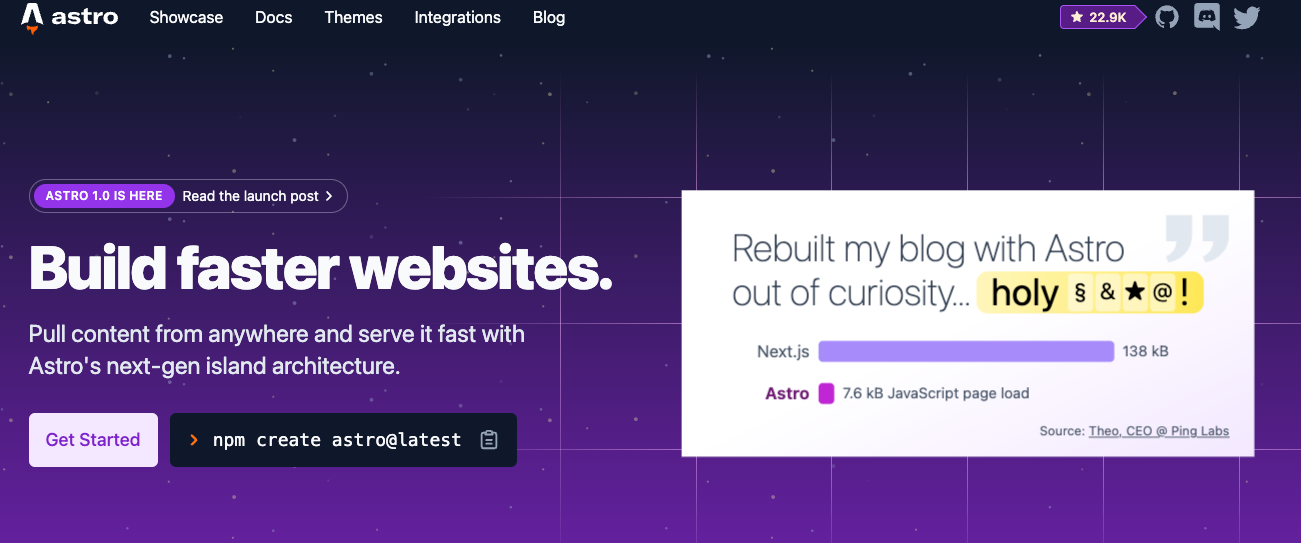 astro
Showcase
Docs
Themes
Integrations
Blog
★ 22.9K
ASTRO 1.0 IS HERE Read the launch post >
Build faster websites.
Pull content from anywhere and serve it fast with
Astro's next-gen island architecture.
Get Started
> npm create astro@latest
Rebuilt my blog with Astro ”
out of curiosity... holy §&★@!
Next.js 138 kB
Astro 7.6 kB JavaScript page load
Source: Theo, CEO @ Ping Labs